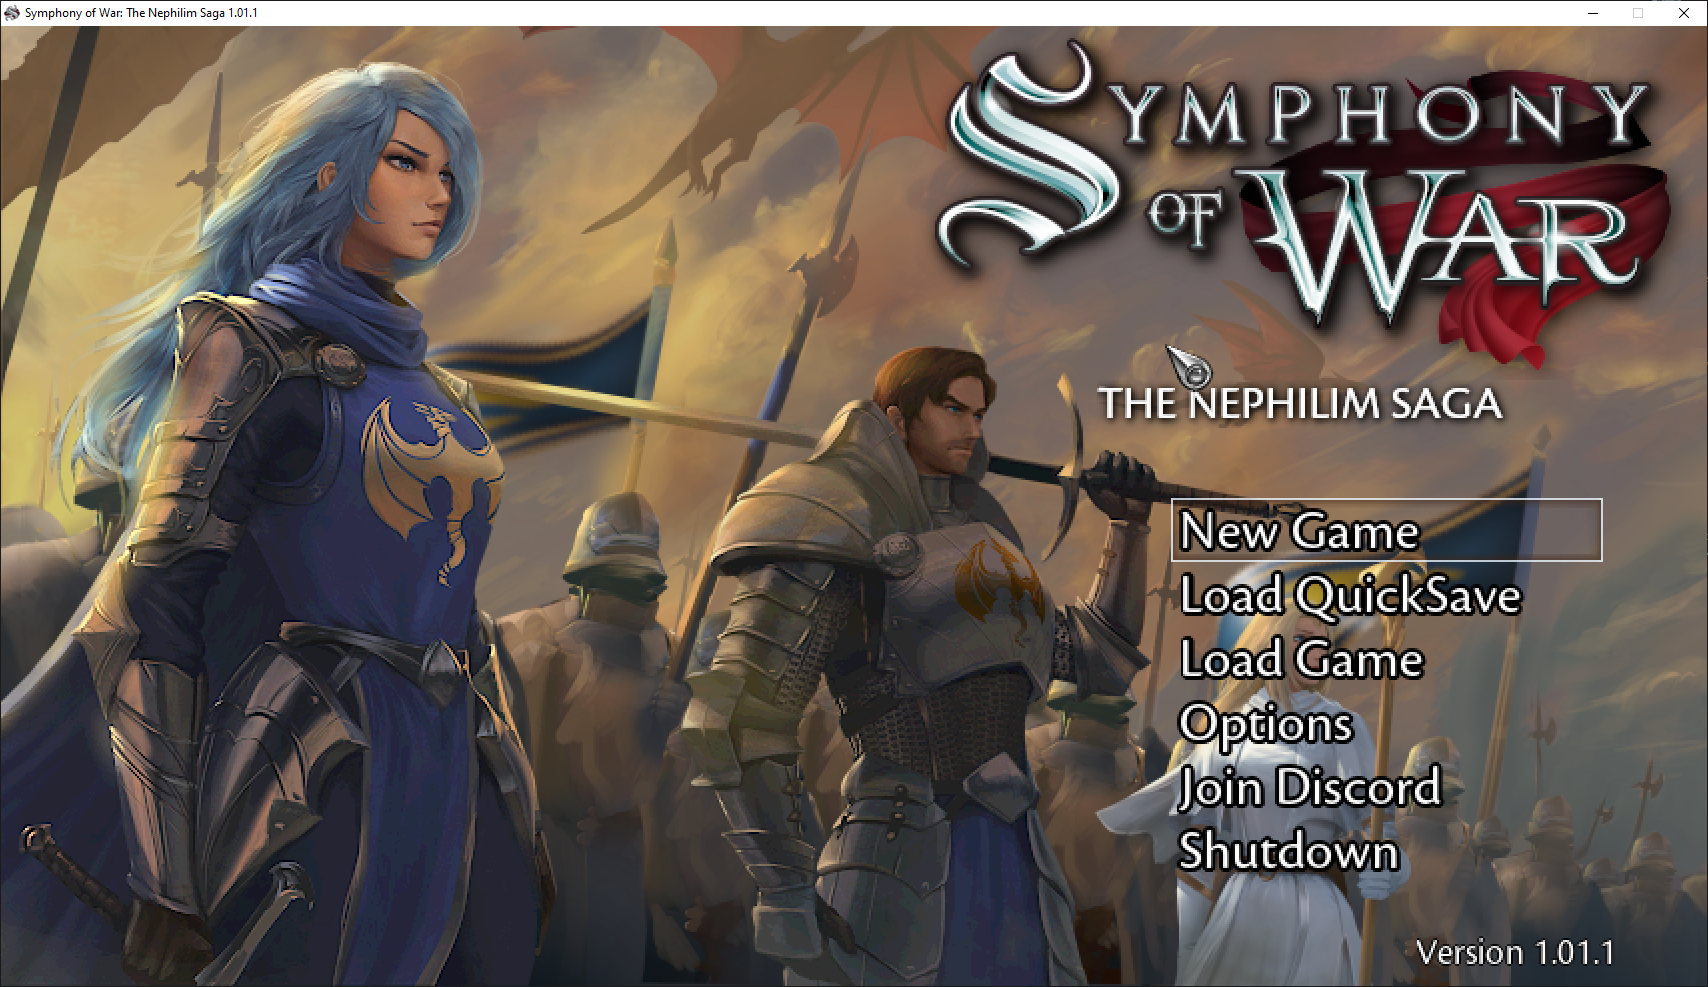 Symphony of War: The Nephilim Saga 1.01.1
SYMPHONY
OF WAR
THE NEPHILIM SAGA
New Game
Load QuickSave
Load Game
Options
Join Discord
Shutdown
Version 1.01.1